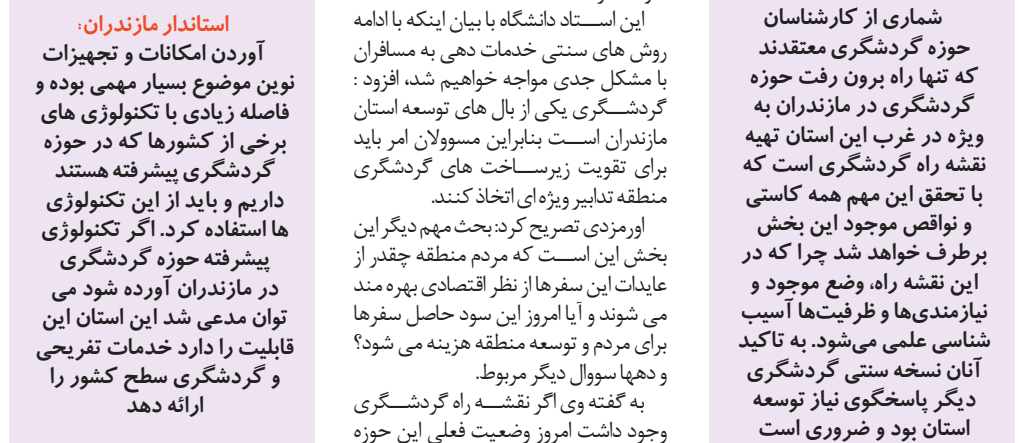 شماری از کارشناسان
حوزه گردشگری معتقدند
که تنها راه برون رفت حوزه
گردشگری در مازندران به
ویژه در غرب این استان تهیه
نقشه راه گردشگری است که
با تحقق این مهم همه کاستی
و نواقص موجود این بخش
برطرف خواهد شد چرا که در
این نقشه راه، وضع موجود و
نیازمندی‌ها و ظرفیت‌ها آسیب
شناسی علمی می‌شود. به تاکید
آنان نسخه سنتی گردشگری
دیگر پاسخگوی نیاز توسعه
استان بود و ضروری است
این اســـتاد دانشگاه با بیان اینکه با ادامه
روش های سنتی خدمات دهی به مسافران
با مشکل جدی مواجه خواهیم شد، افزود :
گردشـــگری یکی از بال های توسعه استان
مازندران اســـت بنابراین مسوولان امر باید
برای تقویت زیرســـاخت های گردشگری
منطقه تدابیر ویژه ای اتخاذ کنند.
اورمزدی تصریح کرد: بحث مهم دیگر این
بخش این اســـت که مردم منطقه چقدر از
عایدات این سفرها از نظر اقتصادی بهره مند
می شوند و آیا امروز این سود حاصل سفرها
برای مردم و توسعه منطقه هزینه می شود؟
و دهها سووال دیگر مربوط.
به گفته وی اگر نقشـــه راه گردشـــگری
وجود داشت امروز وضعیت فعلی این حوزه
استاندار مازندران:
آوردن امکانات و تجهیزات
نوین موضوع بسیار مهمی بوده و
فاصله زیادی با تکنولوژی های
برخی از کشورها که در حوزه
گردشگری پیشرفته هستند
داریم و باید از این تکنولوژی
ها استفاده کرد. اگر تکنولوژی
پیشرفته حوزه گردشگری
در مازندران آورده شود می
توان مدعی شد این استان این
قابلیت را دارد خدمات تفریحی
و گردشگری سطح کشور را
ارائه دهد